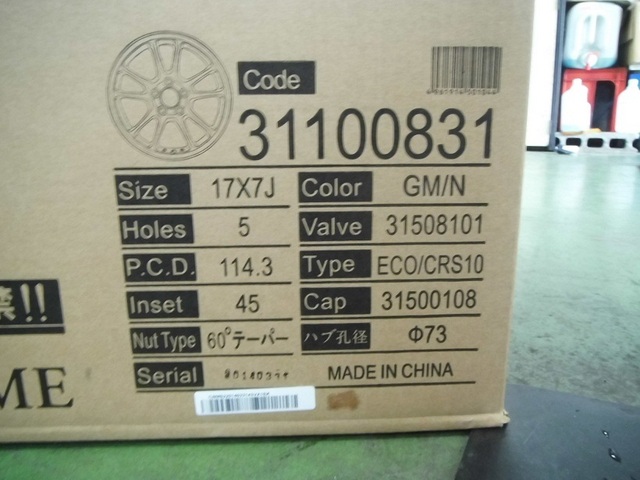 Code
31100831
Size 17X7J Color GM/N
Holes 5 Valve 31508101
P.C.D. 114.3 Type ECO/CRS10
Inset 45 Cap 31500108
Nut Type 60°テーパー ハブ孔径 Φ73
!!
Serial MADE IN CHINA
ME